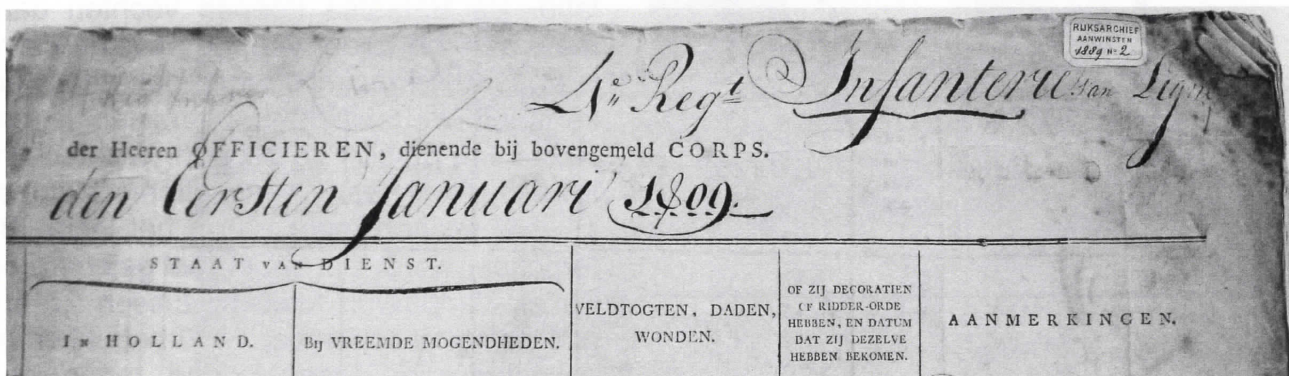 RIJKSARCHIEF
AANWINSTEN
1889 No 2
4e Regt Infanterie van Lign
der Heeren OFFICIEREN, dienende bij bovengemeld CORPS.
den Eersten Januari 1809.
STAAT VAN DIENST.
IN HOLLAND.
Bij VREEMDE MOGENDHEDEN.
VELDTOGTEN, DADEN,
WONDEN.
OF ZIJ DECORATIEN
OF RIDDER-ORDE
HEBBEN, EN DATUM
DAT ZIJ DEZELVE
HEBBEN BEKOMEN.
AANMERKINGEN.